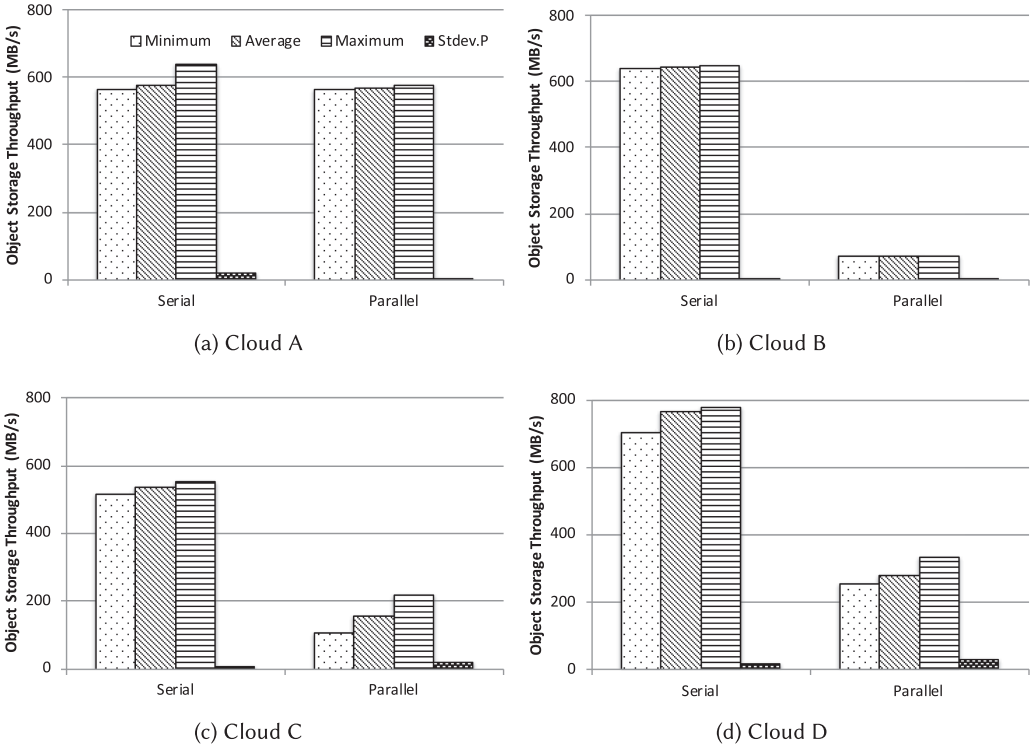 800
600
400
200
0
Object Storage Throughput (MB/s)
Minimum Average Maximum Stdev.P
Serial Parallel
(a) Cloud A
800
600
400
200
0
Object Storage Throughput (MB/s)
Serial Parallel
(b) Cloud B
800
600
400
200
0
Object Storage Throughput (MB/s)
Serial Parallel
(c) Cloud C
800
600
400
200
0
Object Storage Throughput (MB/s)
Serial Parallel
(d) Cloud D